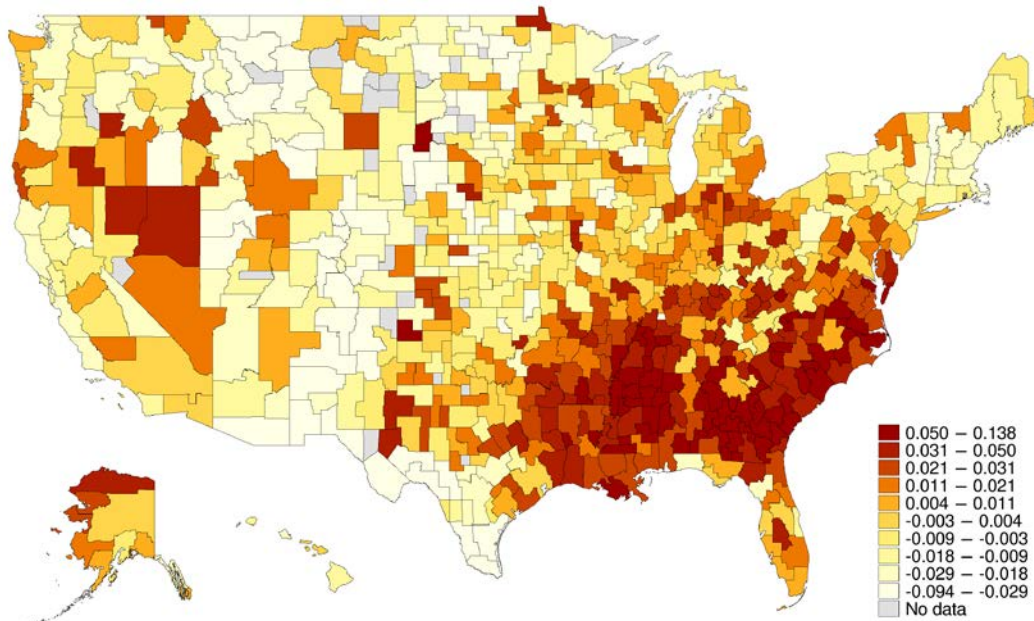 0.050 – 0.138
0.031 – 0.050
0.021 – 0.031
0.011 – 0.021
0.004 – 0.011
-0.003 – 0.004
-0.009 – -0.003
-0.018 – -0.009
-0.029 – -0.018
-0.094 – -0.029
No data